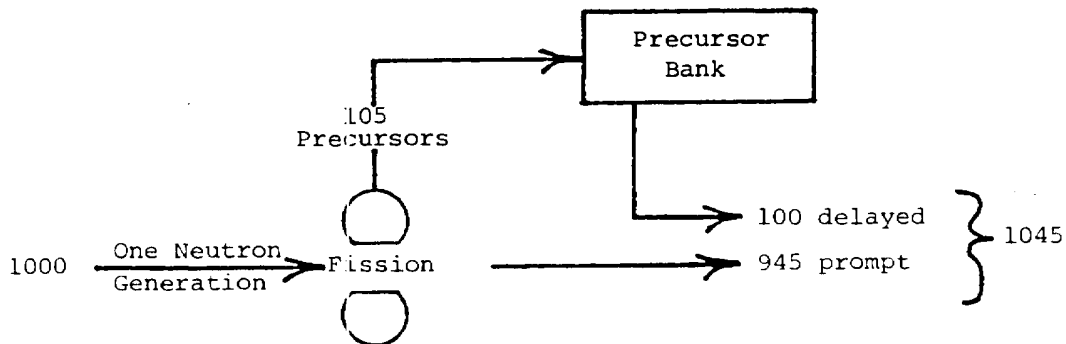 Precursor
Bank
105
Precursors
100 delayed
1045
1000
One Neutron
Generation
Fission
945 prompt